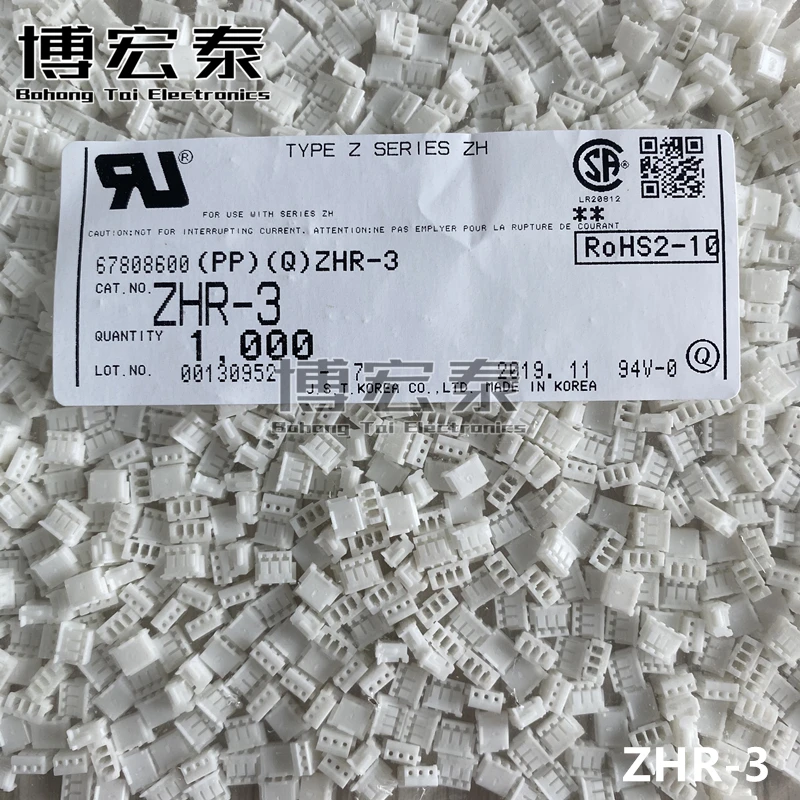 博宏泰
Bohong Tai Electronics
TYPE Z SERIES ZH
LR20812
FOR USE WITH SERIES ZH
**
CAUTION:NOT FOR INTERRUPTING CURRENT. ATTENTION:NE PAS EMPLYER POUR LA RUPTURE DE COURANT
RoHS2-10
67808600(PP)(Q)ZHR-3
CAT.NO. ZHR-3
QUANTITY 1,000
LOT.NO. 00130952 - 7 2019.11 94V-0 Q
J.S.T.KOREA CO.,LTD. MADE IN KOREA
博宏泰
Bohong Tai Electronics
ZHR-3